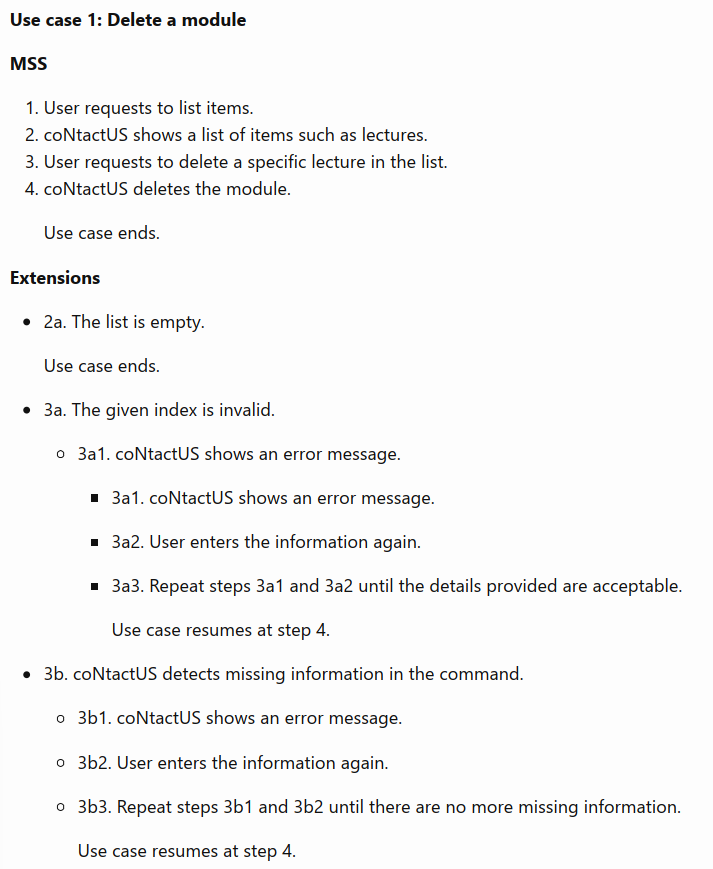 Use case 1: Delete a module
MSS
1. User requests to list items.
2. coNtactUS shows a list of items such as lectures.
3. User requests to delete a specific lecture in the list.
4. coNtactUS deletes the module.
Use case ends.
Extensions
• 2a. The list is empty.
Use case ends.
• 3a. The given index is invalid.
○ 3a1. coNtactUS shows an error message.
■ 3a1. coNtactUS shows an error message.
■ 3a2. User enters the information again.
■ 3a3. Repeat steps 3a1 and 3a2 until the details provided are acceptable.
Use case resumes at step 4.
• 3b. coNtactUS detects missing information in the command.
○ 3b1. coNtactUS shows an error message.
○ 3b2. User enters the information again.
○ 3b3. Repeat steps 3b1 and 3b2 until there are no more missing information.
Use case resumes at step 4.